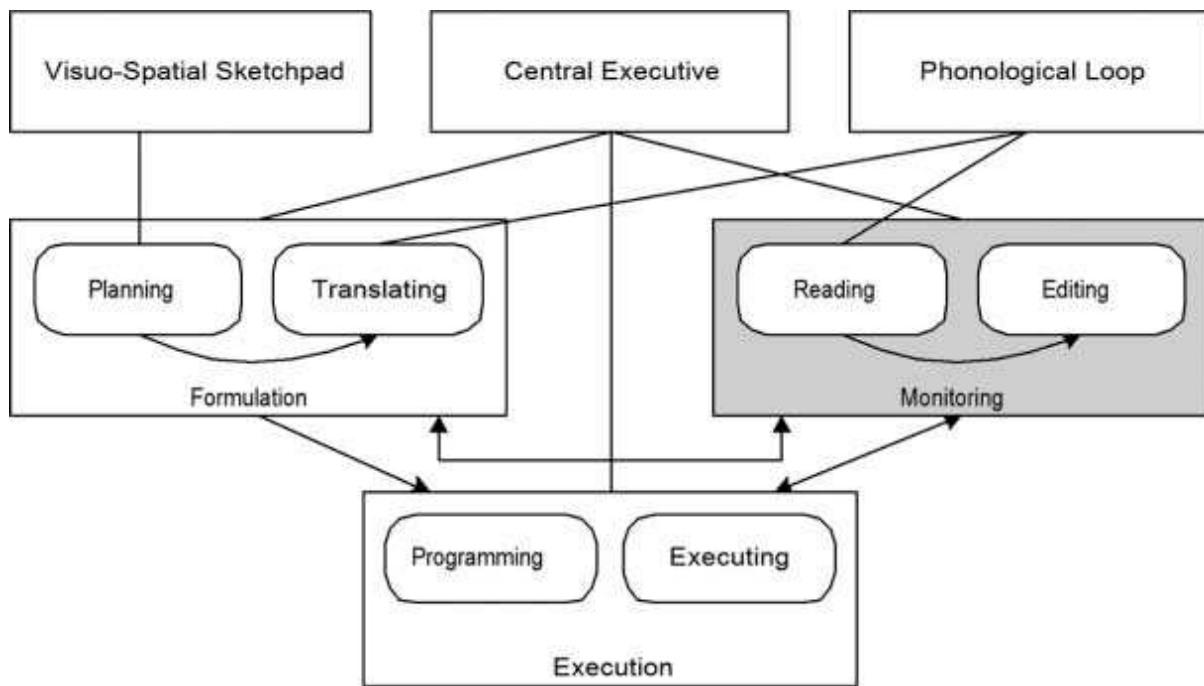 Visuo-Spatial Sketchpad
Central Executive
Phonological Loop
Planning
Translating
Formulation
Reading
Editing
Monitoring
Programming
Executing
Execution